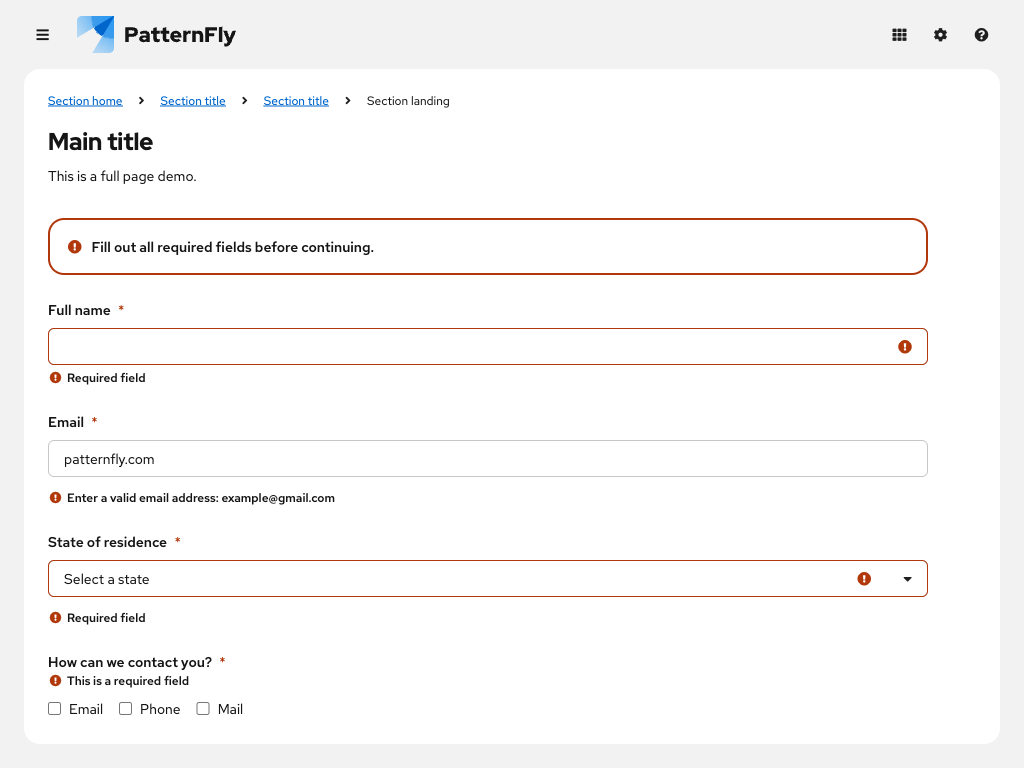 PatternFly
Section home Section title Section title Section landing
Main title
This is a full page demo.
Fill out all required fields before continuing.
Full name *
Required field
Email *
patternfly.com
Enter a valid email address: example@gmail.com
State of residence *
Select a state
Required field
How can we contact you? *
This is a required field
Email Phone Mail